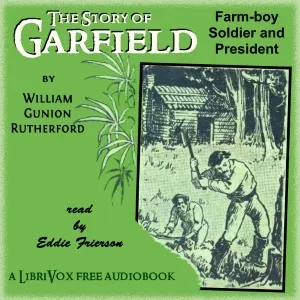 THE STORY OF
GARFIELD
Farm-boy
Soldier and
President
BY
WILLIAM
GUNION
RUTHERFORD
read
by
Eddie Frierson
A LIBRIVOX FREE AUDIOBOOK